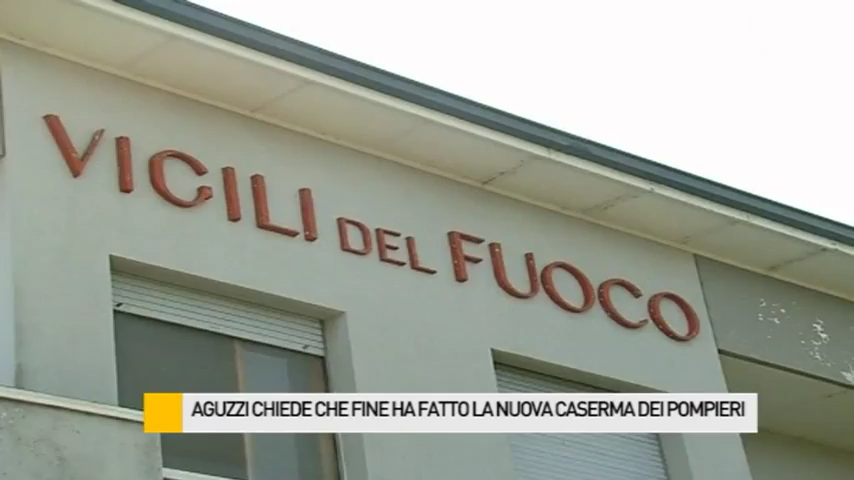 VIGILI DEL FUOCO
AGUZZI CHIEDE CHE FINE HA FATTO LA NUOVA CASERMA DEI POMPIERI